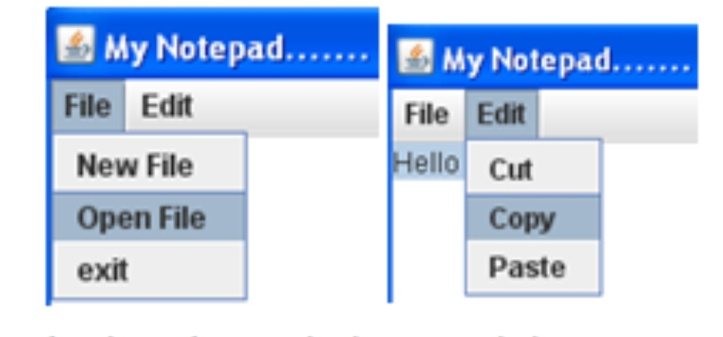 My Notepad.......
File Edit
New File
Open File
exit
My Notepad.......
File Edit
Hello
Cut
Copy
Paste